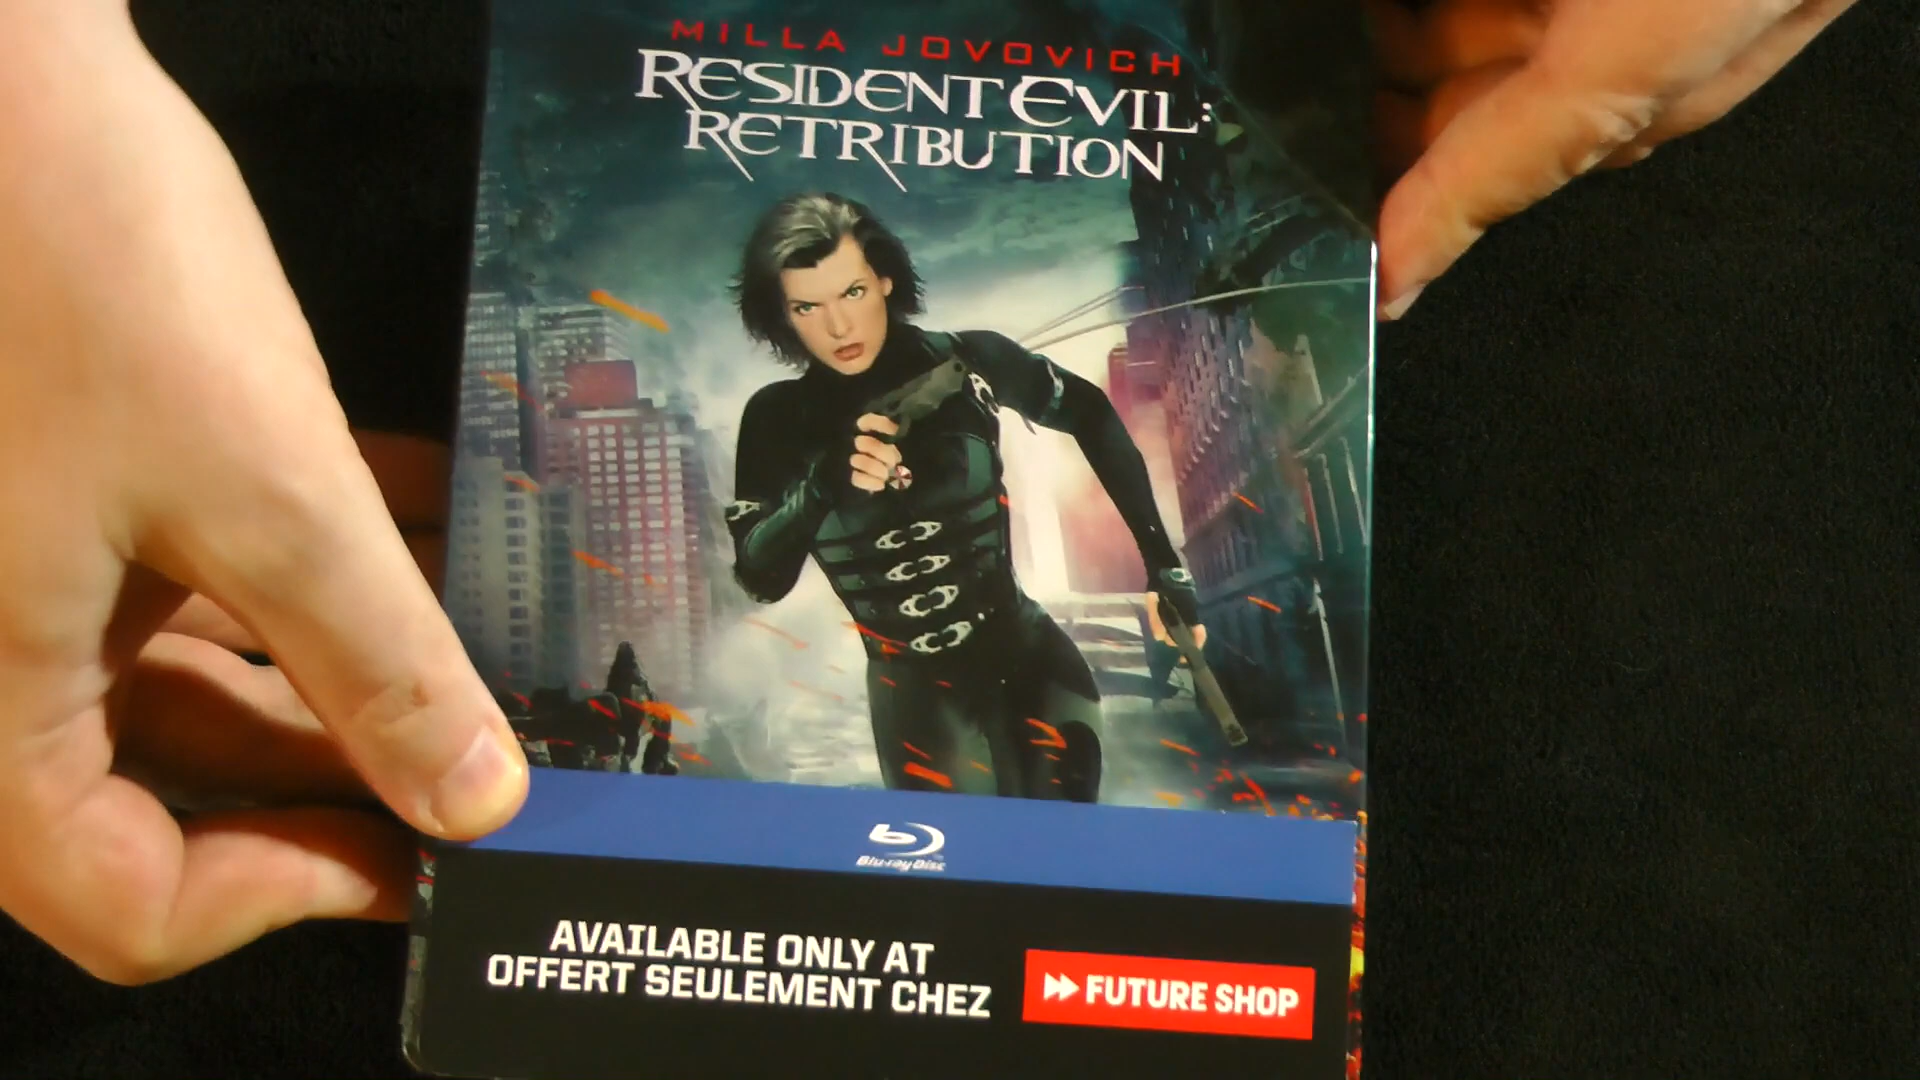 MILLA JOVOVICH
RESIDENT EVIL:
RETRIBUTION
Blu-ray Disc
AVAILABLE ONLY AT
OFFERT SEULEMENT CHEZ
FUTURE SHOP